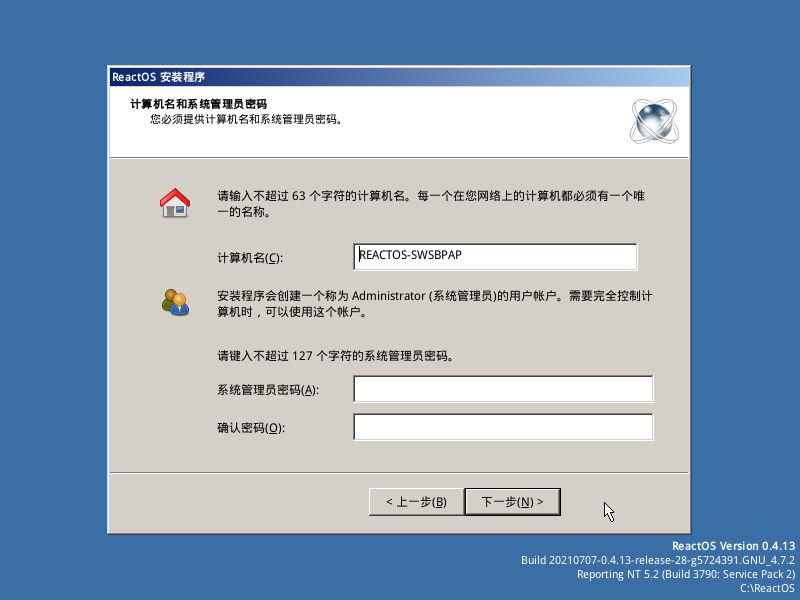 ReactOS 安装程序
计算机名和系统管理员密码
您必须提供计算机名和系统管理员密码。
请输入不超过 63 个字符的计算机名。每一个在您网络上的计算机都必须有一个唯
一的名称。
计算机名(C):
REACTOS-SWSBPAP
安装程序会创建一个称为 Administrator (系统管理员)的用户帐户。需要完全控制计
算机时，可以使用这个帐户。
请键入不超过 127 个字符的系统管理员密码。
系统管理员密码(A):
确认密码(O):
< 上一步(B)
下一步(N) >
ReactOS Version 0.4.13
Build 20210707-0.4.13-release-28-g5724391.GNU_4.7.2
Reporting NT 5.2 (Build 3790: Service Pack 2)
C:\ReactOS